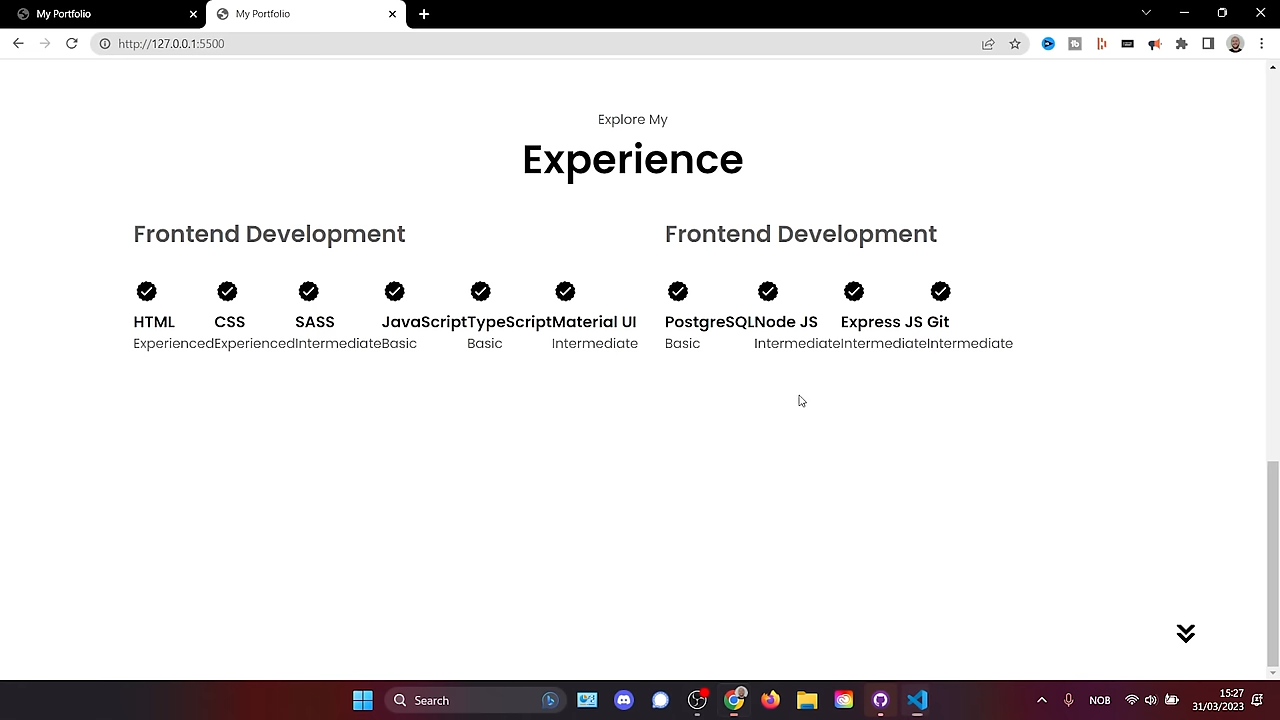 My Portfolio
My Portfolio
http://127.0.0.1:5500
Explore My
Experience
Frontend Development
HTML
Experienced
CSS
Experienced
SASS
Intermediate
JavaScript
Basic
TypeScript
Basic
Material UI
Intermediate
Frontend Development
PostgreSQL
Basic
Node JS
Intermediate
Express JS
Intermediate
Git
Intermediate
Search
NOB
15:27
31/03/2023